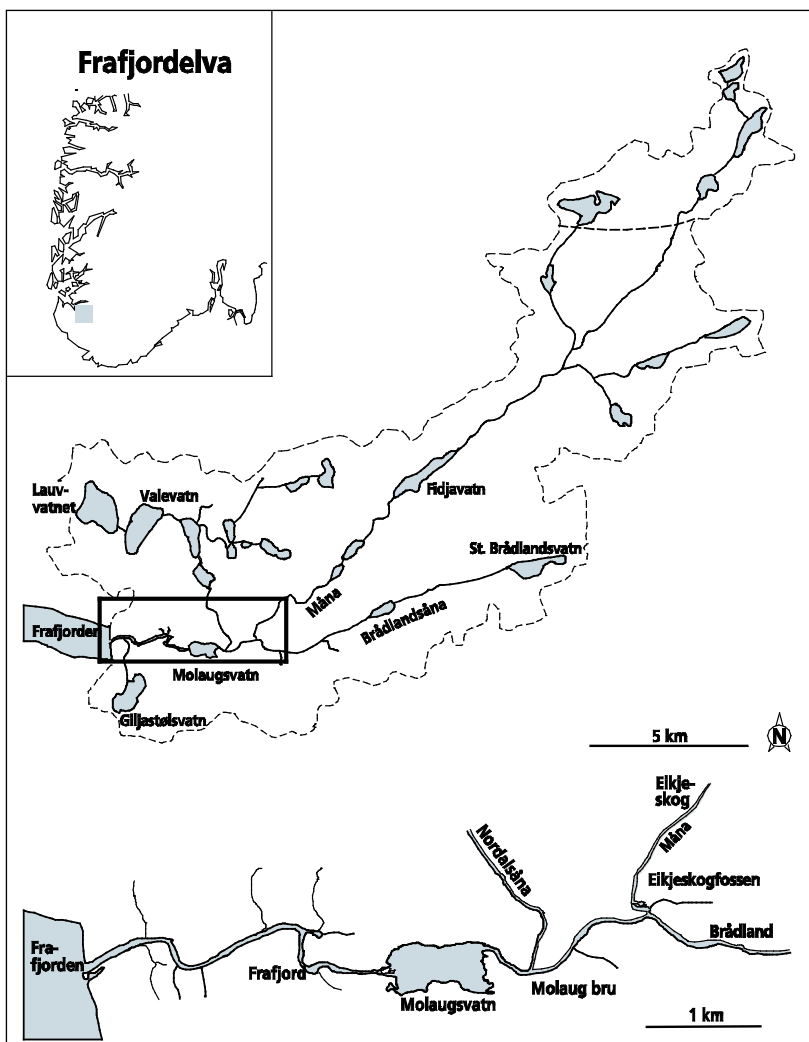 Frafjordelva
Lauv-
vatnet
Valevatn
Fidjavatn
St. Brådlandsvatn
Måna
Brådlandsåna
Frafjorden
Molaugsvatn
Giljastølsvatn
5 km
N
Eikje-
skog
Måna
Nordalsåna
Eikjeskogfossen
Brådland
Fra-
fjorden
Frafjord
Molaugsvatn
Molaug bru
1 km